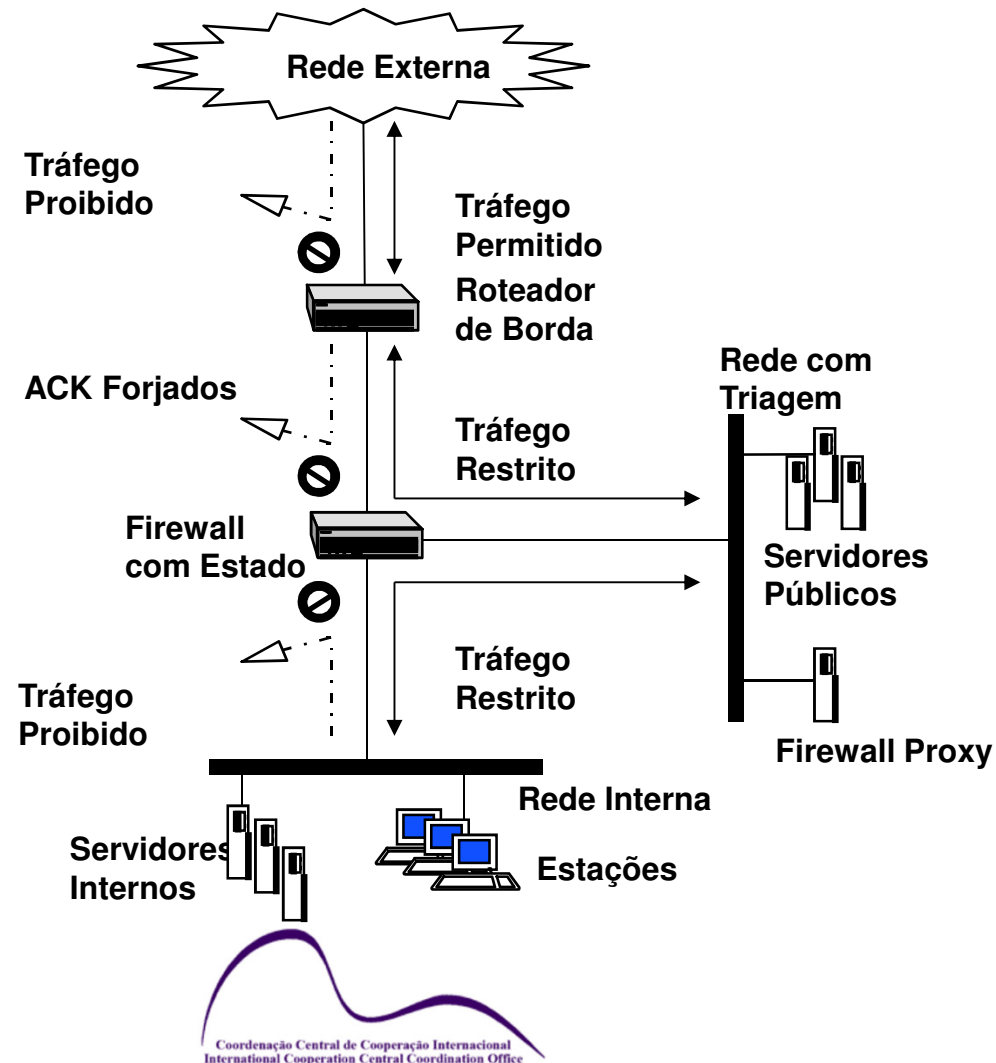 Rede Externa
Tráfego
Proibido
Tráfego
Permitido
Roteador
de Borda
Rede com
Triagem
ACK Forjados
Tráfego
Restrito
Firewall
com Estado
Servidores
Públicos
Tráfego
Restrito
Tráfego
Proibido
Firewall Proxy
Rede Interna
Servidores
Internos
Estações
Coordenação Central de Cooperação Internacional
International Cooperation Central Coordination Office